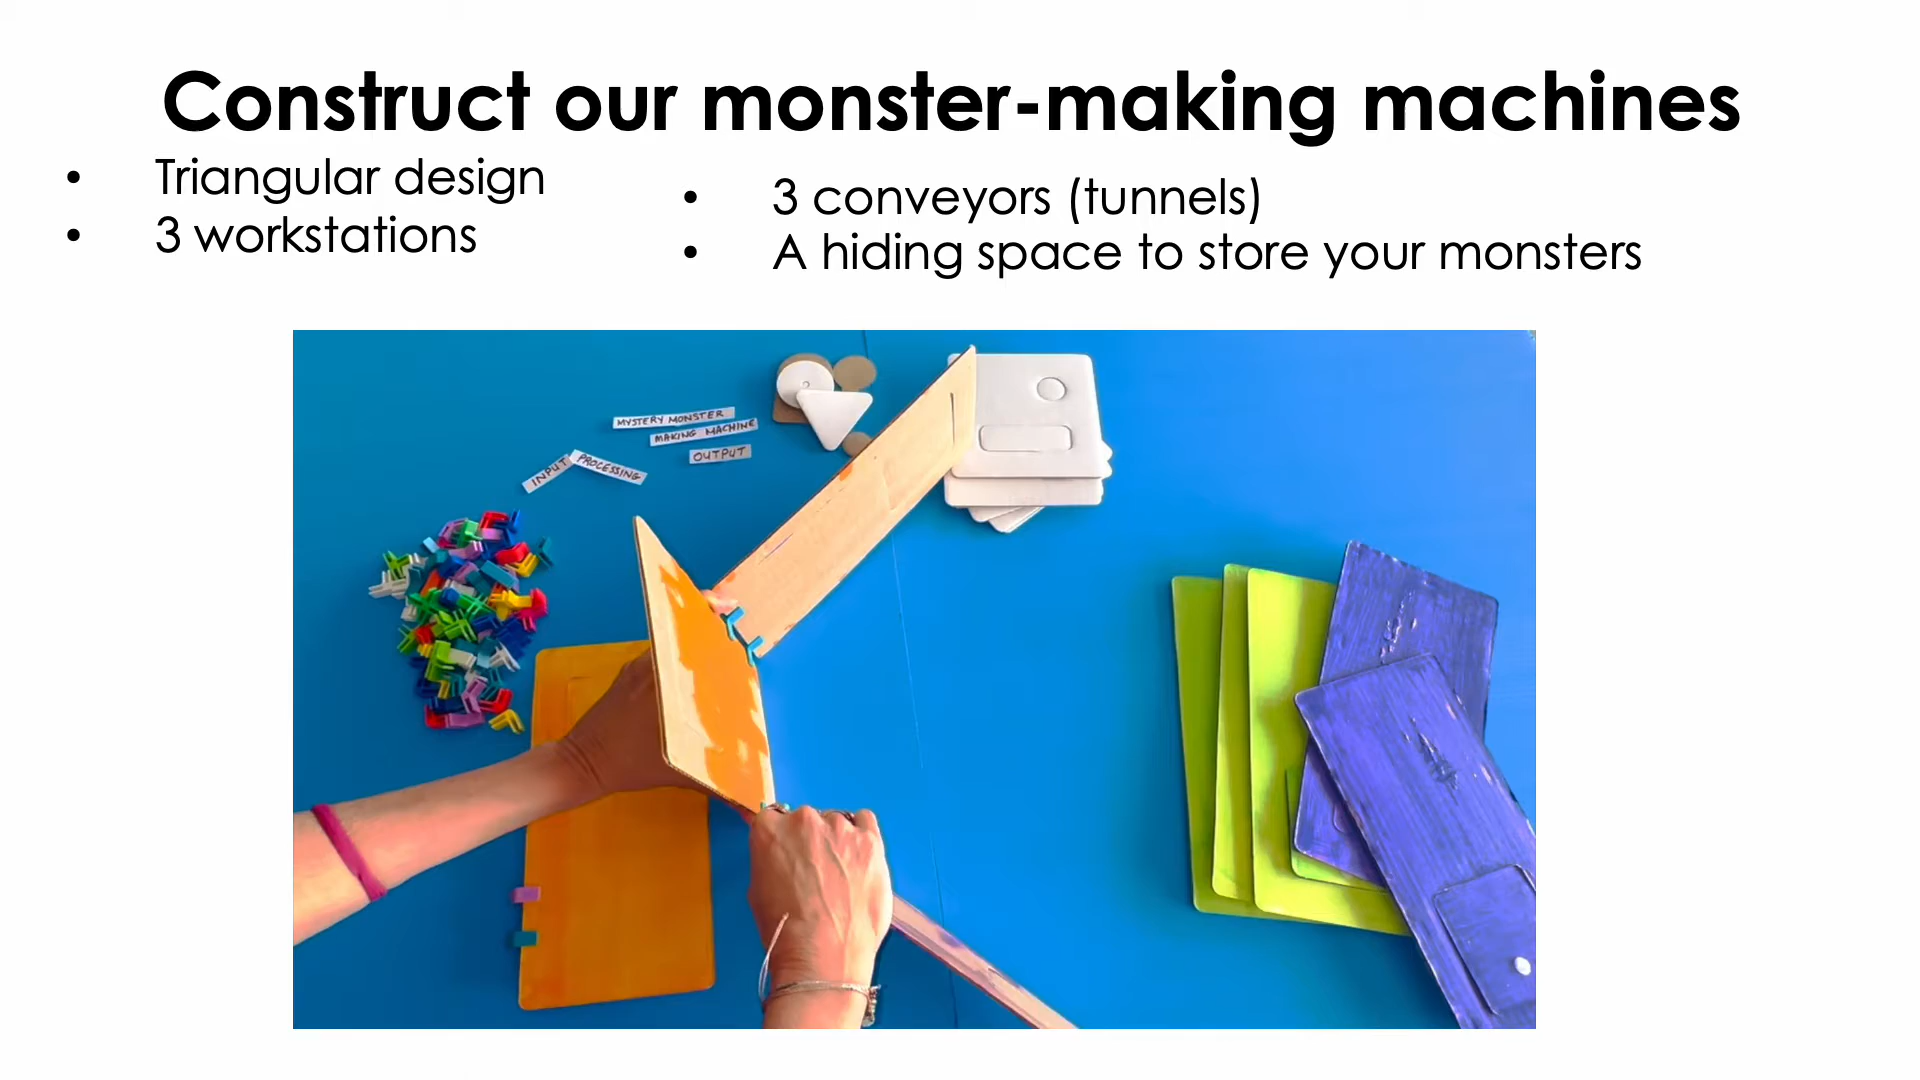 Construct our monster-making machines
• Triangular design
• 3 workstations
• 3 conveyors (tunnels)
• A hiding space to store your monsters
MYSTERY MONSTER
MAKING MACHINE
OUTPUT
INPUT
PROCESSING